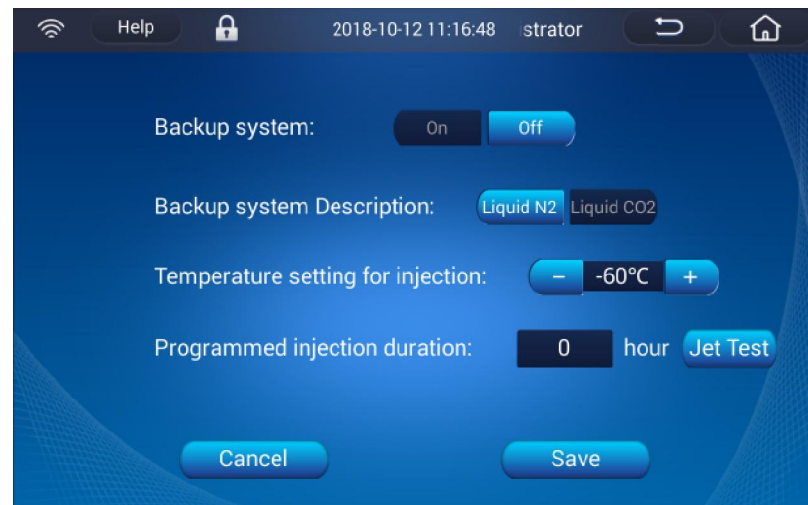 Help 2018-10-12 11:16:48 istrator
Backup system: On Off
Backup system Description: Liquid N2 Liquid CO2
Temperature setting for injection: − -60℃ +
Programmed injection duration: 0 hour Jet Test
Cancel Save